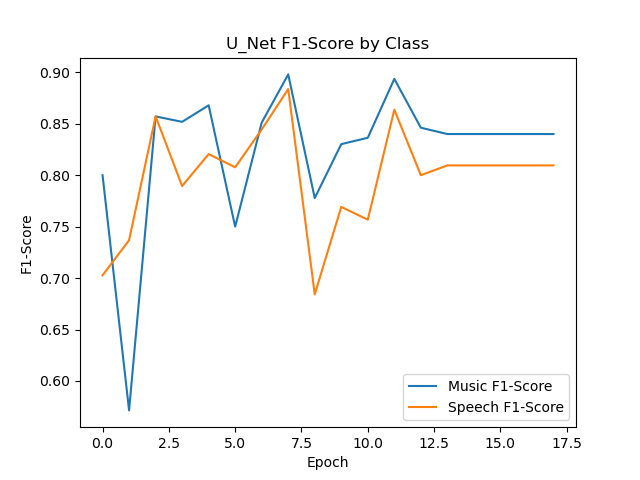 U_Net F1-Score by Class
F1-Score
0.90
0.85
0.80
0.75
0.70
0.65
0.60
0.0 2.5 5.0 7.5 10.0 12.5 15.0 17.5
Epoch
Music F1-Score
Speech F1-Score